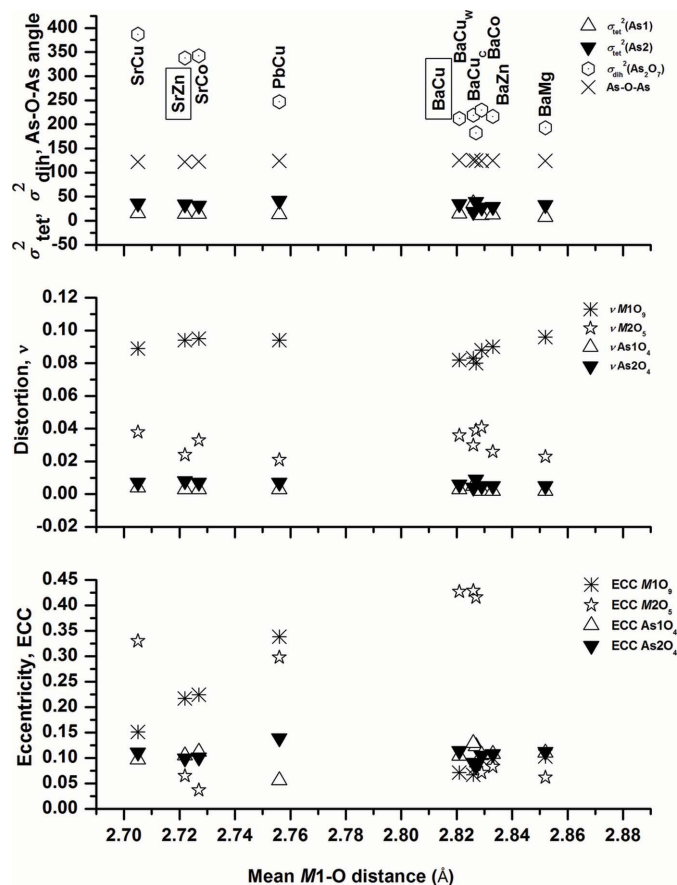 σ²tet, σ²dih, As-O-As angle
400
350
300
250
200
150
100
50
0
-50
SrCu
SrZn
SrCo
PbCu
BaCu
BaCuW
BaCuC
BaCo
BaZn
BaMg
σtet²(As1)
σtet²(As2)
σdih²(As2O7)
As-O-As
Distortion, ν
0.12
0.10
0.08
0.06
0.04
0.02
0.00
-0.02
ν M1O9
ν M2O5
ν As1O4
ν As2O4
Eccentricity, ECC
0.45
0.40
0.35
0.30
0.25
0.20
0.15
0.10
0.05
0.00
ECC M1O9
ECC M2O5
ECC As1O4
ECC As2O4
2.70 2.72 2.74 2.76 2.78 2.80 2.82 2.84 2.86 2.88
Mean M1-O distance (Å)